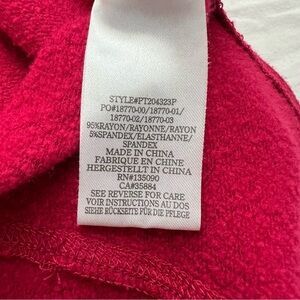 STYLE#PT204323P
PO#18770-00/18770-01/
18770-02/18770-03
95%RAYON/RAYONNE/RAYON
5%SPANDEX/ELASTHANNE/
SPANDEX
MADE IN CHINA
FABRIQUE EN CHINE
HERGESTELLT IN CHINA
RN#135090
CA#35884
SEE REVERSE FOR CARE
VOIR INSTRUCTIONS AU DOS
SIEHE RÜCKSEITE FÜR DIE PFLEGE